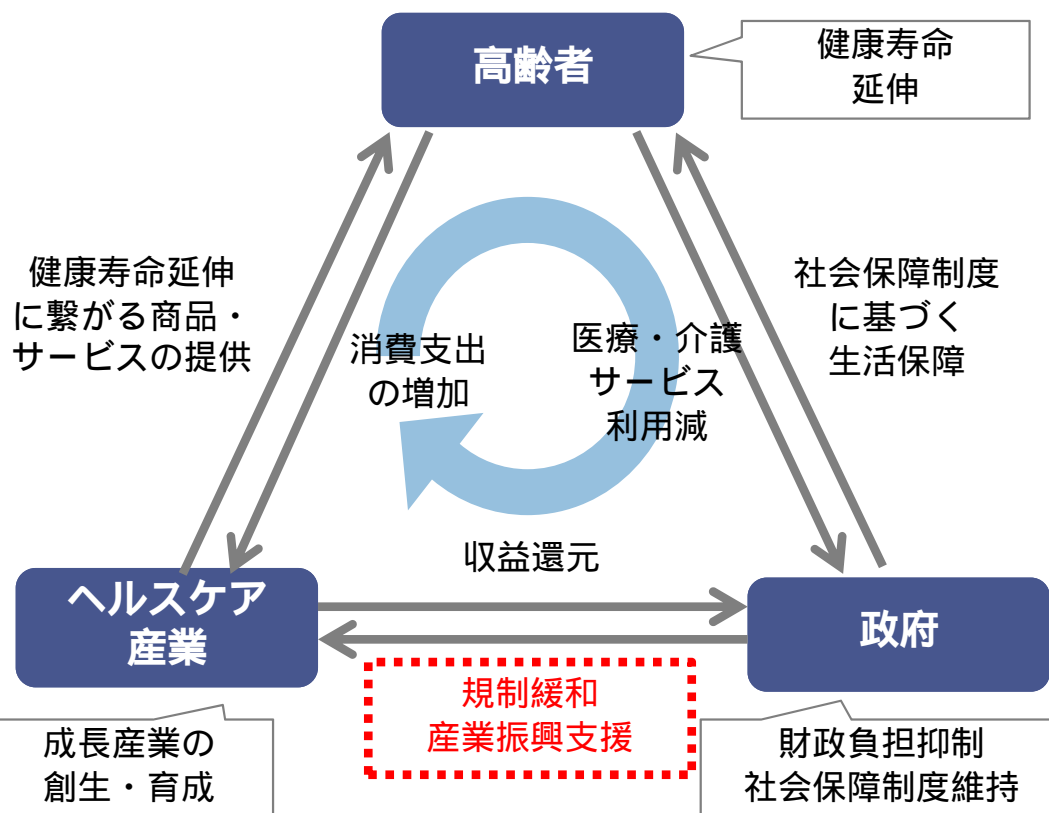 高齢者
健康寿命
延伸
健康寿命延伸
に繋がる商品・
サービスの提供
消費支出
の増加
医療・介護
サービス
利用減
社会保障制度
に基づく
生活保障
収益還元
ヘルスケア
産業
政府
規制緩和
産業振興支援
成長産業の
創生・育成
財政負担抑制
社会保障制度維持